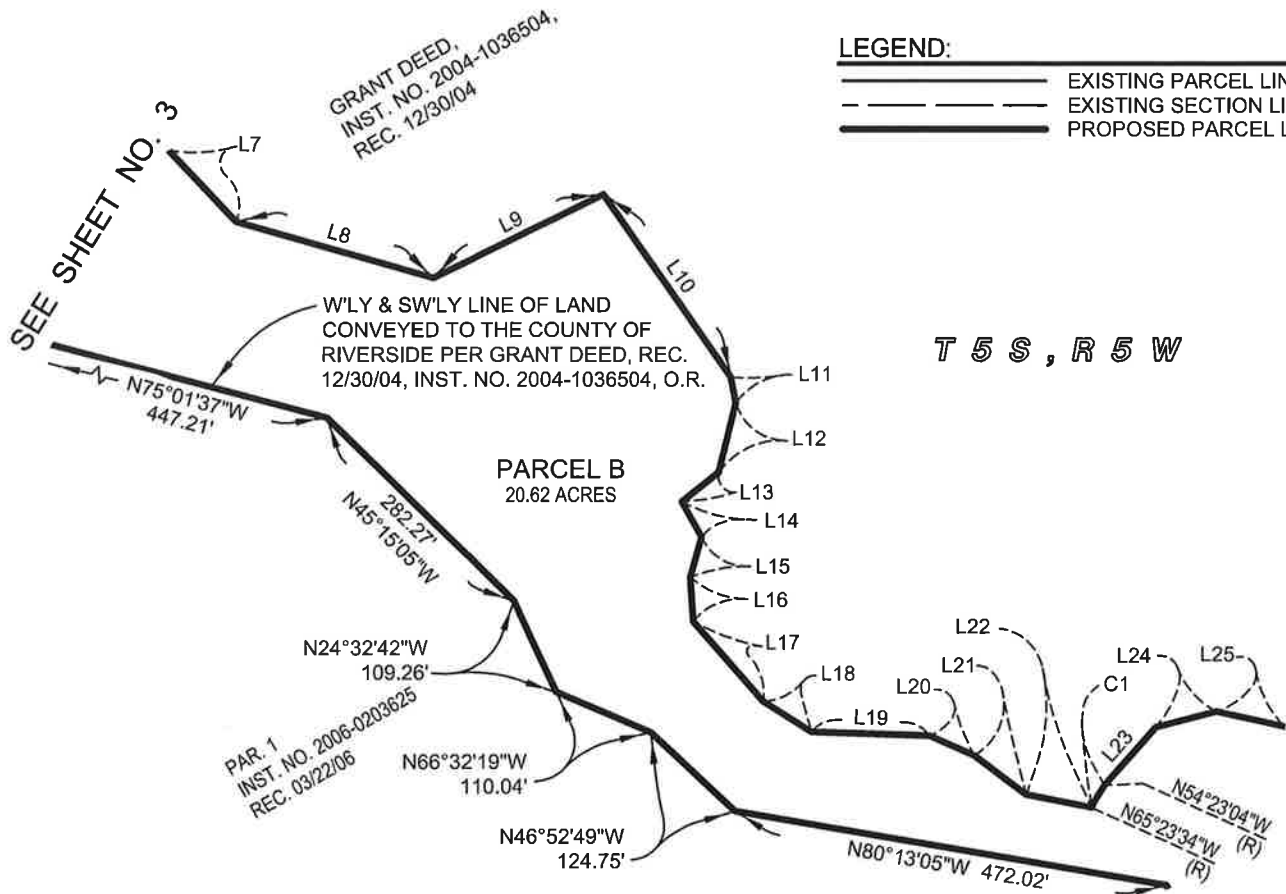 GRANT DEED,
INST. NO. 2004-1036504,
REC. 12/30/04
LEGEND:
EXISTING PARCEL LIN
EXISTING SECTION LI
PROPOSED PARCEL L
SEE SHEET NO. 3
L7
L8
L9
L10
W'LY & SW'LY LINE OF LAND
CONVEYED TO THE COUNTY OF
RIVERSIDE PER GRANT DEED, REC.
12/30/04, INST. NO. 2004-1036504, O.R.
T 5 S , R 5 W
N75°01'37"W
447.21'
L11
L12
PARCEL B
20.62 ACRES
L13
L14
282.27'
N45°15'05"W
L15
L16
L17
L18
L19
L20
L21
L22
C1
L23
L24
L25
N24°32'42"W
109.26'
PAR. 1
INST. NO. 2006-0203625
REC. 03/22/06
N66°32'19"W
110.04'
N46°52'49"W
124.75'
N80°13'05"W 472.02'
N54°23'04"W
(R)
N65°23'34"W
(R)